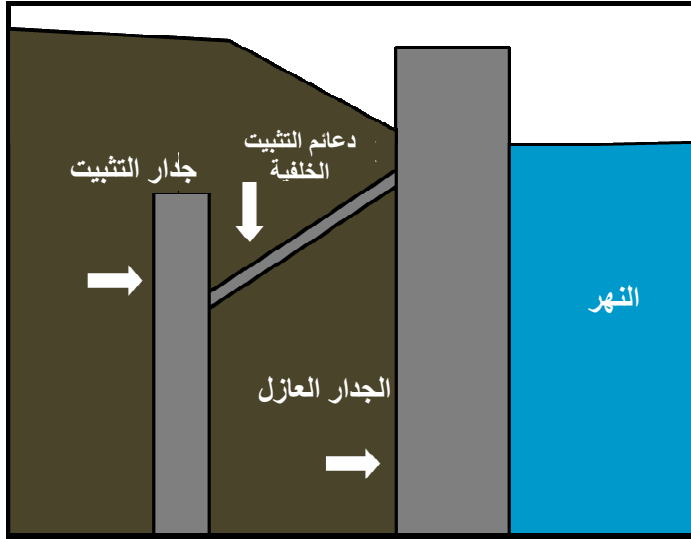 دعائم التثبيت
الخلفية
جدار التثبيت
النهر
الجدار العازل